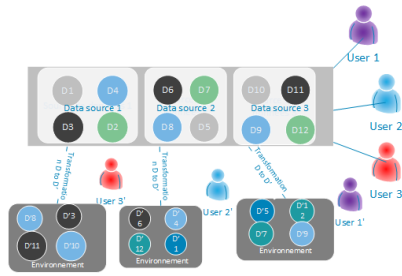 User 1
D1
D4
Data source 1
D3
D2
D6
D7
Data source 2
D8
D5
D10
D11
Data source 3
D9
D12
User 2
User 3
Transformatio
n D to D'
User 3'
Transformatio
n D to D'
User 2'
Transformation
D to D'
User 1'
D'8
D'3
D'11
D'10
Environnement
D'
6
D'
4
D'
12
D'
1
Environnement
D'5
D'1
2
D'7
D'9
Environnement